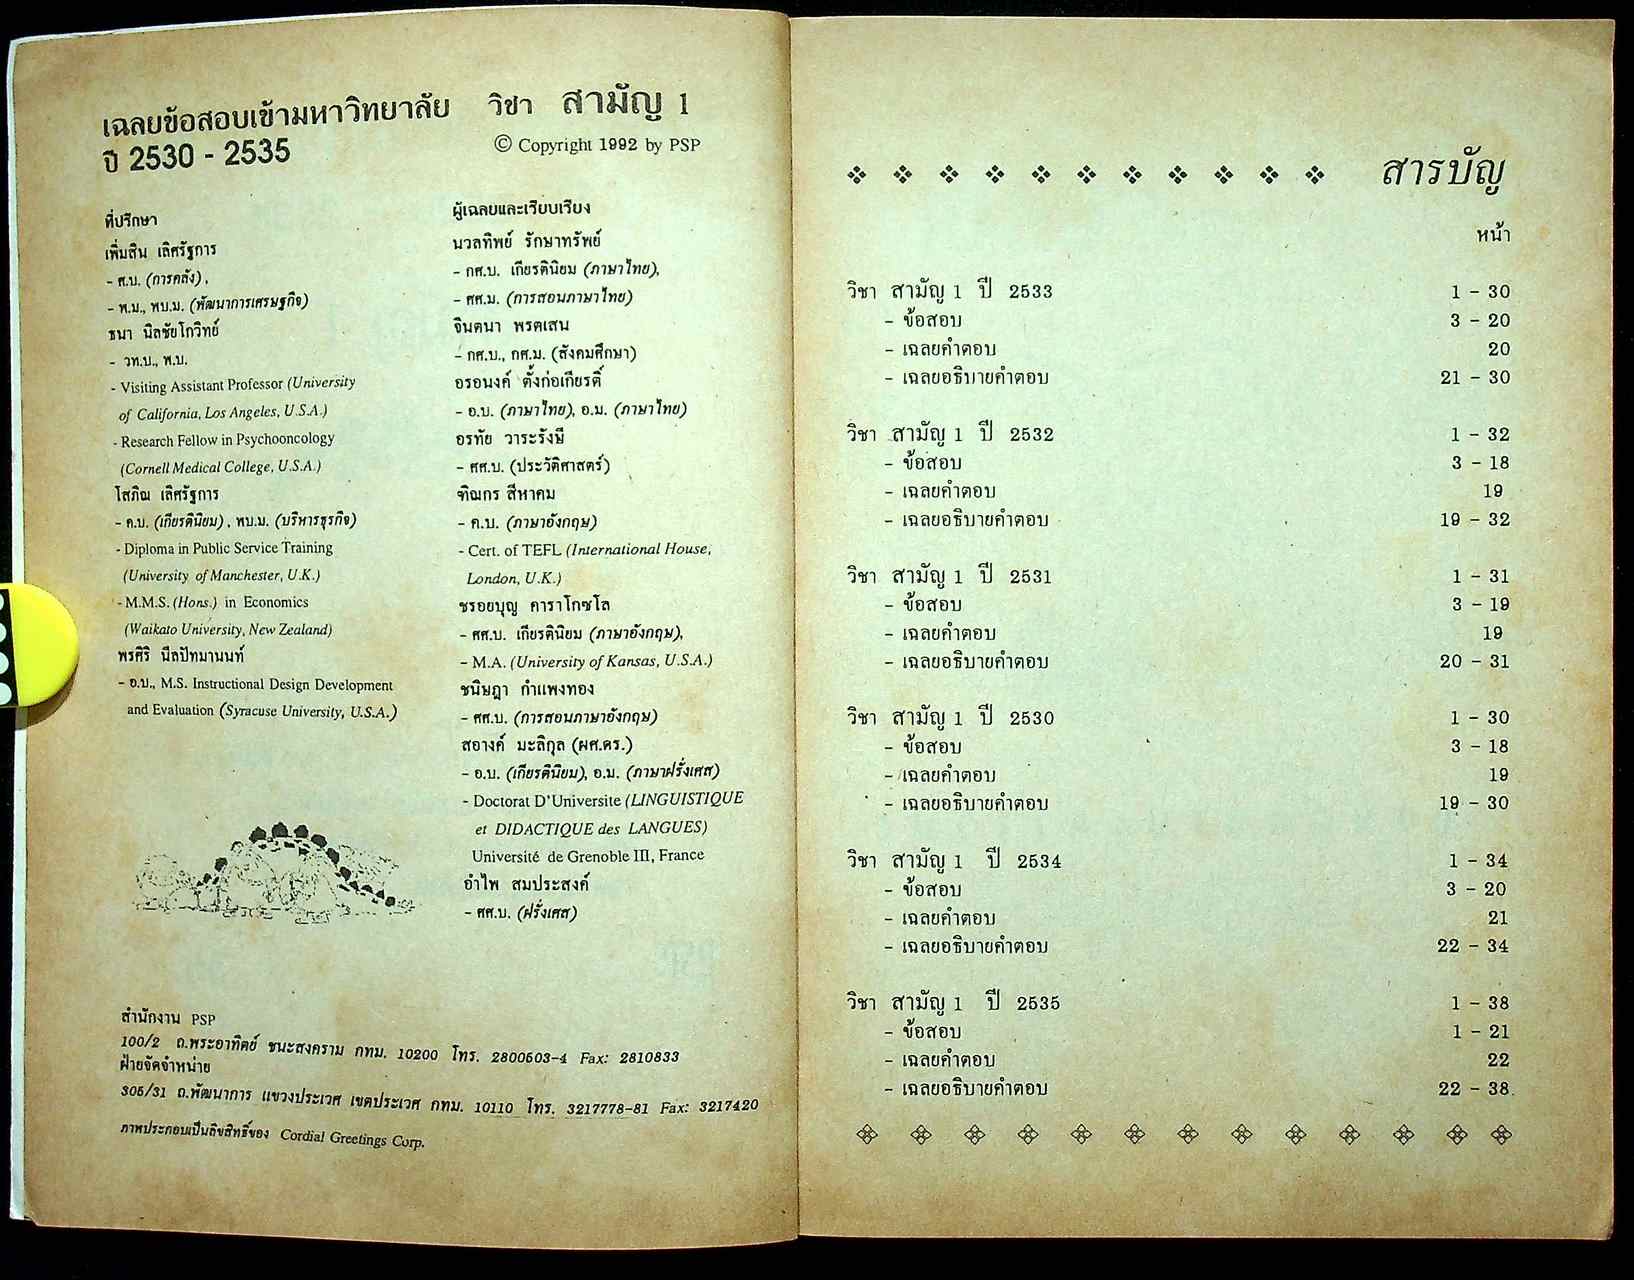 เฉลยข้อสอบเข้ามหาวิทยาลัย วิชา สามัญ 1
ปี 2530 - 2535
© Copyright 1992 by PSP
ที่ปรึกษา
เพิ่มสิน เลิศรัฐการ
- ศ.บ. (การคลัง),
- พ.ม., พบ.ม. (พัฒนาการเศรษฐกิจ)
ธนา นิลชัยโกวิทย์
- วท.บ., พ.บ.
- Visiting Assistant Professor (University
of California, Los Angeles, U.S.A.)
- Research Fellow in Psychooncology
(Cornell Medical College, U.S.A.)
โสภิณ เลิศรัฐการ
- ค.บ. (เกียรตินิยม), พบ.ม. (บริหารธุรกิจ)
- Diploma in Public Service Training
(University of Manchester, U.K.)
- M.M.S. (Hons.) in Economics
(Waikato University, New Zealand)
พรศิริ นีลปัทมานนท์
- อ.บ., M.S. Instructional Design Development
and Evaluation (Syracuse University, U.S.A.)
ผู้เฉลยและเรียบเรียง
นวลทิพย์ รักษาทรัพย์
- กศ.บ. เกียรตินิยม (ภาษาไทย),
- ศศ.ม. (การสอนภาษาไทย)
จินตนา พรตเสน
- กศ.บ., กศ.ม. (สังคมศึกษา)
อรอนงค์ ตั้งก่อเกียรติ์
- อ.บ. (ภาษาไทย), อ.ม. (ภาษาไทย)
อรทัย วาระรังษี
- ศศ.บ. (ประวัติศาสตร์)
ฑิฌกร สีหาคม
- ค.บ. (ภาษาอังกฤษ)
- Cert. of TEFL (International House,
London, U.K.)
ชรอยบุญ คาราโกซโล
- ศศ.บ. เกียรตินิยม (ภาษาอังกฤษ),
- M.A. (University of Kansas, U.S.A.)
ชนิษฎา กำแพงทอง
- ศศ.บ. (การสอนภาษาอังกฤษ)
สอางค์ มะลิกุล (ผศ.ดร.)
- อ.บ. (เกียรตินิยม), อ.ม. (ภาษาฝรั่งเศส)
- Doctorat D'Universite (LINGUISTIQUE
et DIDACTIQUE des LANGUES)
Université de Grenoble III, France
อำไพ สมประสงค์
- ศศ.บ. (ฝรั่งเศส)
สำนักงาน PSP
100/2 ถ.พระอาทิตย์ ชนะสงคราม กทม. 10200 โทร. 2800603-4 Fax: 2810833
ฝ่ายจัดจำหน่าย
305/31 ถ.พัฒนาการ แขวงประเวศ เขตประเวศ กทม. 10110 โทร. 3217778-81 Fax: 3217420
ภาพประกอบเป็นลิขสิทธิ์ของ Cordial Greetings Corp.
สารบัญ
หน้า
วิชา สามัญ 1 ปี 2533 1 - 30
- ข้อสอบ 3 - 20
- เฉลยคำตอบ 20
- เฉลยอธิบายคำตอบ 21 - 30
วิชา สามัญ 1 ปี 2532 1 - 32
- ข้อสอบ 3 - 18
- เฉลยคำตอบ 19
- เฉลยอธิบายคำตอบ 19 - 32
วิชา สามัญ 1 ปี 2531 1 - 31
- ข้อสอบ 3 - 19
- เฉลยคำตอบ 19
- เฉลยอธิบายคำตอบ 20 - 31
วิชา สามัญ 1 ปี 2530 1 - 30
- ข้อสอบ 3 - 18
- เฉลยคำตอบ 19
- เฉลยอธิบายคำตอบ 19 - 30
วิชา สามัญ 1 ปี 2534 1 - 34
- ข้อสอบ 3 - 20
- เฉลยคำตอบ 21
- เฉลยอธิบายคำตอบ 22 - 34
วิชา สามัญ 1 ปี 2535 1 - 38
- ข้อสอบ 1 - 21
- เฉลยคำตอบ 22
- เฉลยอธิบายคำตอบ 22 - 38